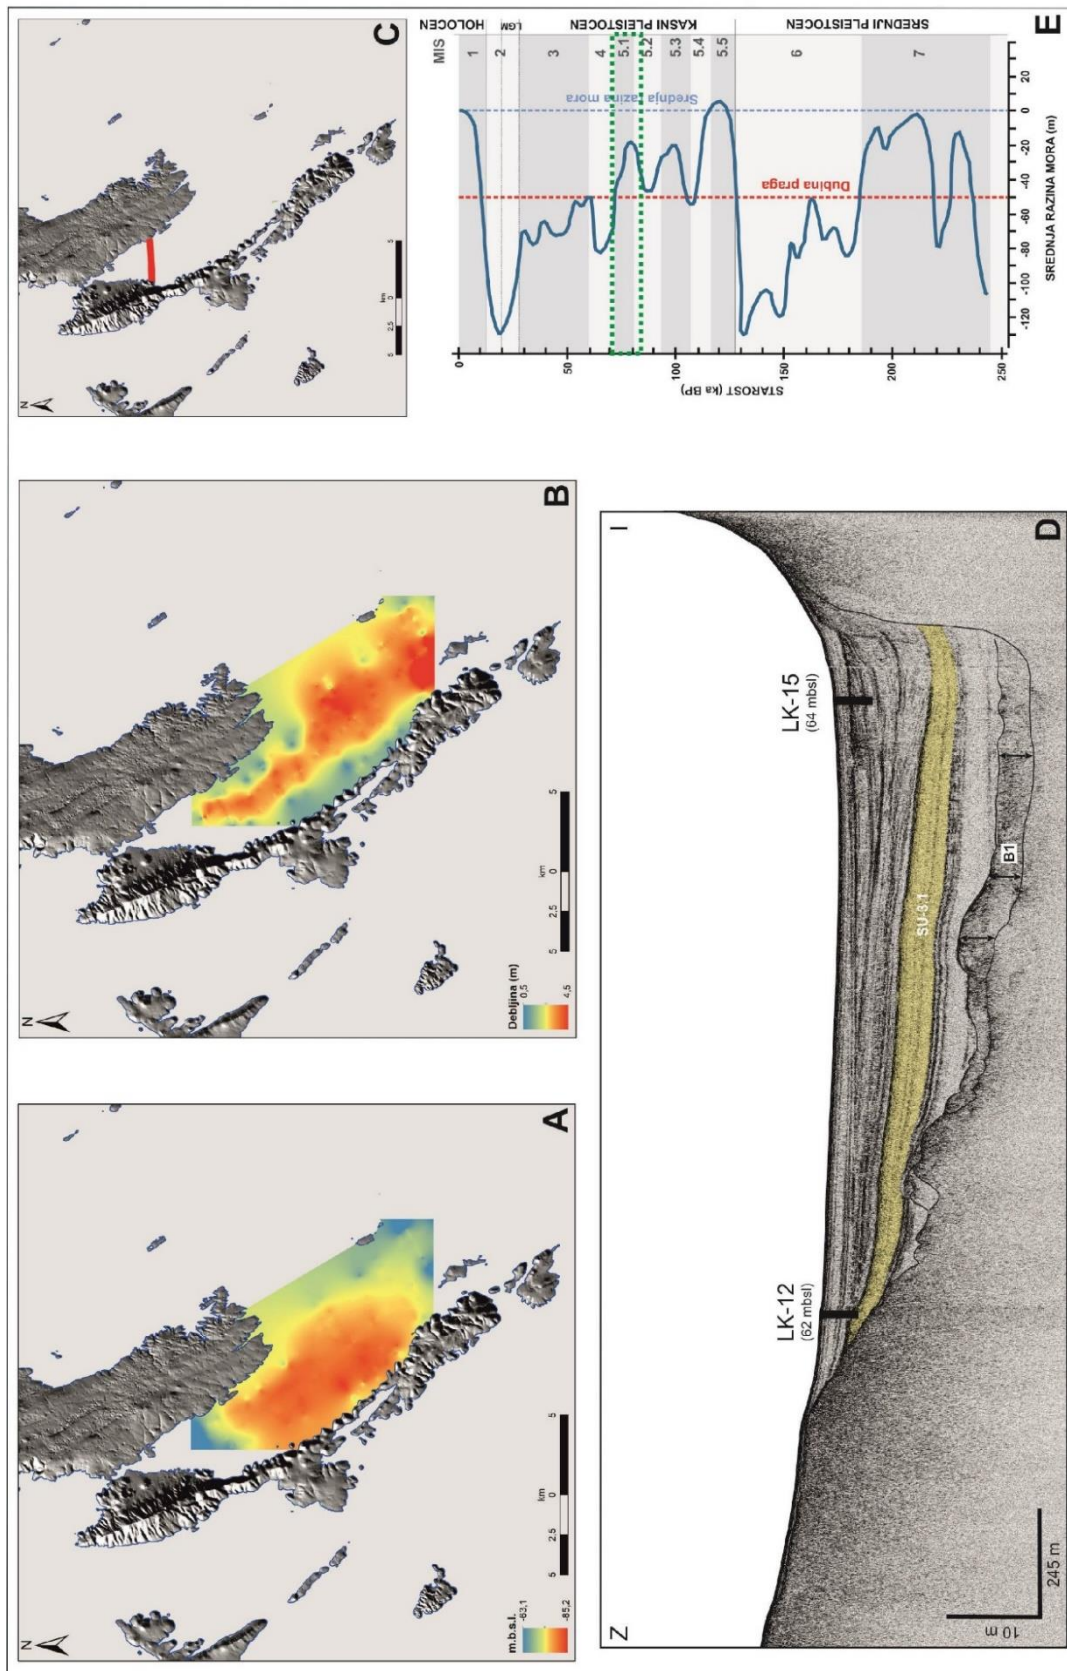 N
m.b.s.l.
-63,1
-85,2
5
2.5
0
km
5
A
N
Debljina (m)
0,5
4,5
5
2.5
0
km
5
B
N
5
2.5
0
km
5
C
Z
I
LK-12
(62 mbsl)
LK-15
(64 mbsl)
SU-3.1
B1
10 m
245 m
D
MIS
HOLOCEN
LGM
KASNI PLEISTOCEN
SREDNJI PLEISTOCEN
1
2
3
4
5.1
5.2
5.3
5.4
5.5
6
7
Srednja razina mora
Dubina praga
20
0
-20
-40
-60
-80
-100
-120
SREDNJA RAZINA MORA (m)
0
50
100
150
200
250
STAROST (ka BP)
E